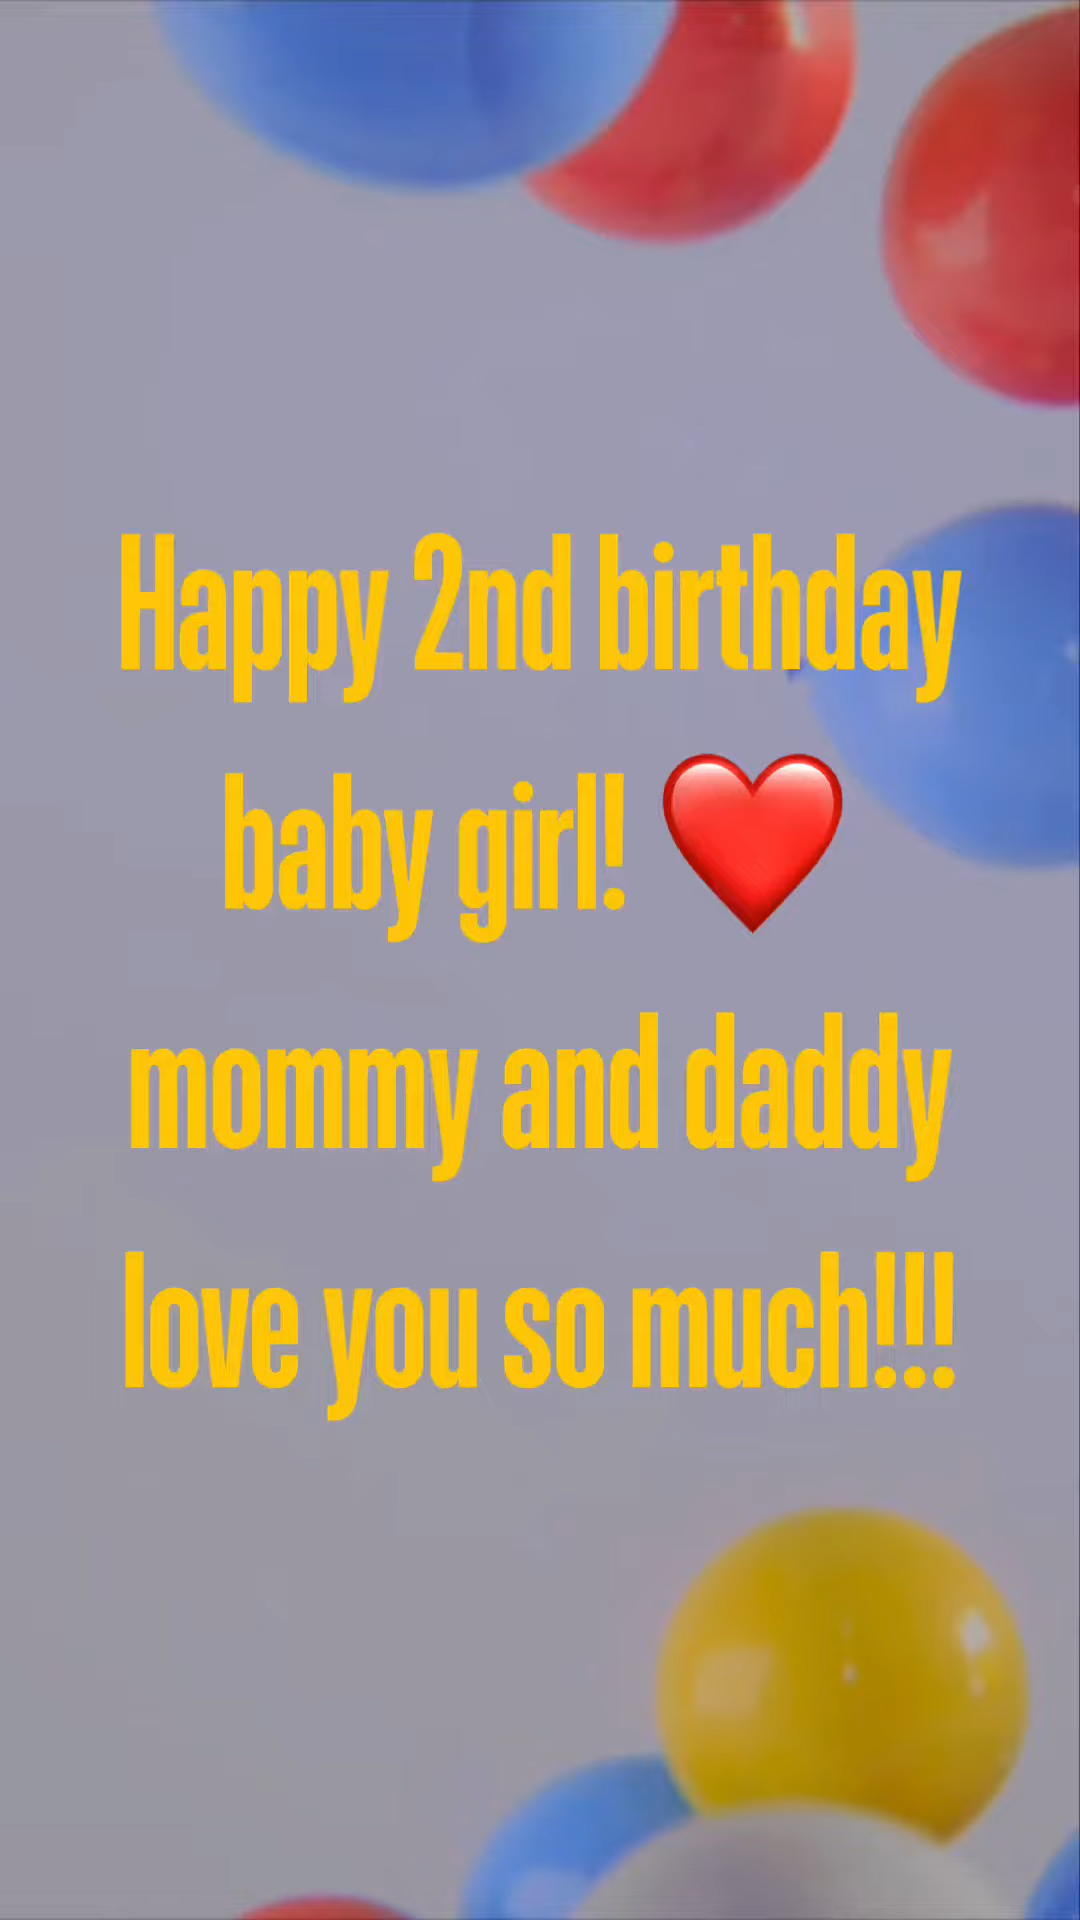 Happy 2nd birthday
baby girl! ❤️
mommy and daddy
love you so much!!!